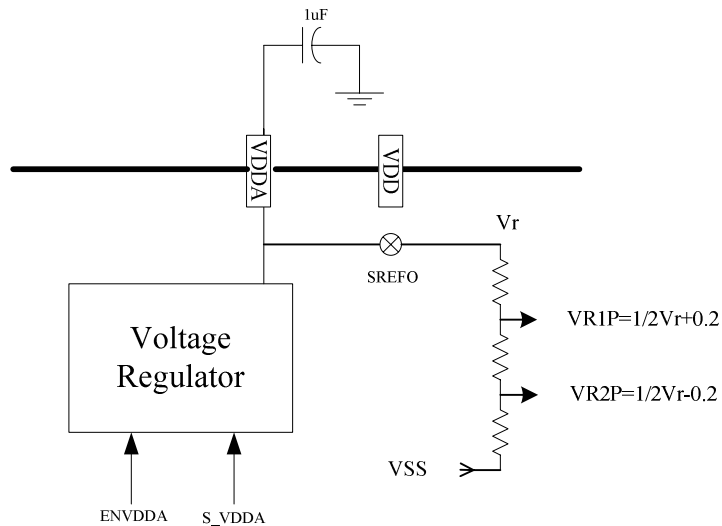 1uF
VDDA
VDD
Vr
SREFO
VR1P=1/2Vr+0.2
Voltage
Regulator
VR2P=1/2Vr-0.2
VSS
ENVDDA
S_VDDA